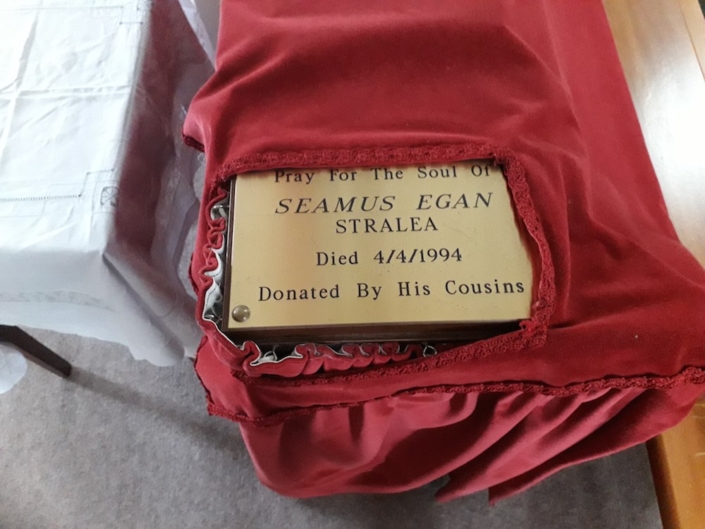 Pray For The Soul Of
SEAMUS EGAN
STRALEA
Died 4/4/1994
Donated By His Cousins